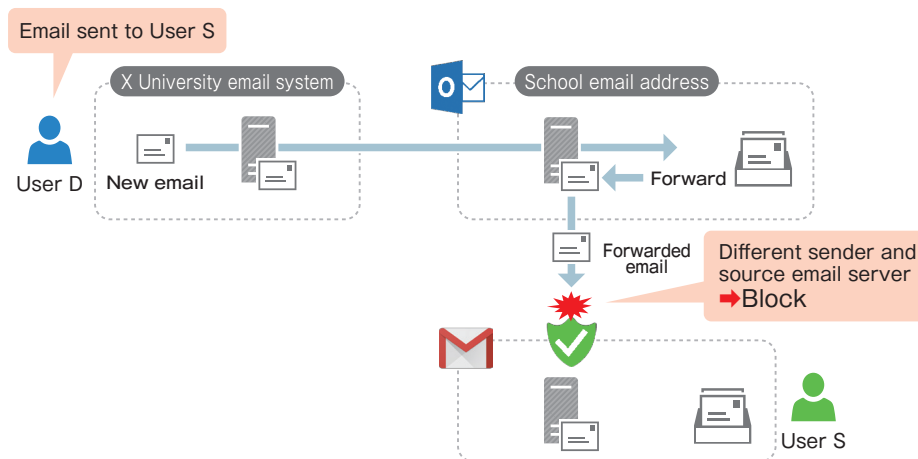 Email sent to User S
X University email system
School email address
User D
New email
Forward
Forwarded
email
Different sender and
source email server
➡Block
User S